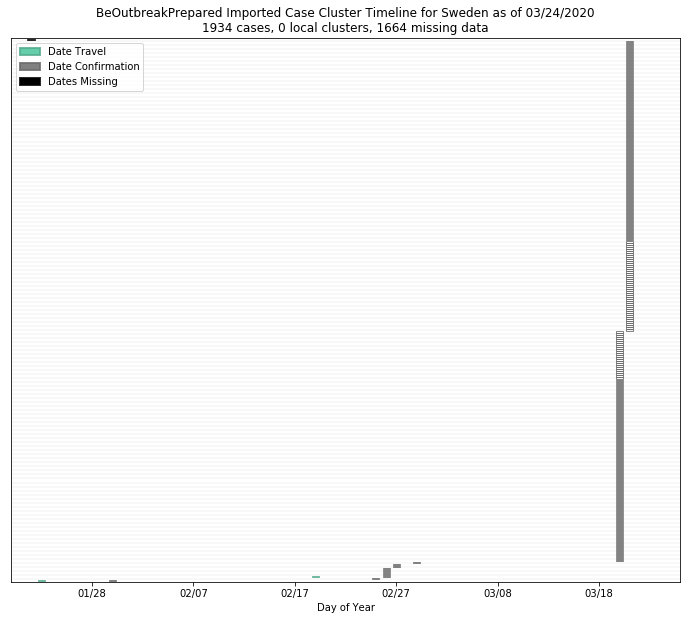 BeOutbreakPrepared Imported Case Cluster Timeline for Sweden as of 03/24/2020
1934 cases, 0 local clusters, 1664 missing data
Date Travel
Date Confirmation
Dates Missing
01/28 02/07 02/17 02/27 03/08 03/18
Day of Year